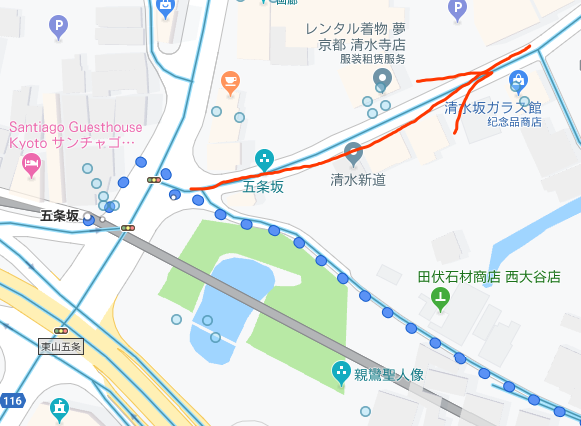 画廊
P
P
レンタル着物 夢
京都 清水寺店
服装租赁服务
清水坂ガラス館
纪念品商店
Santiago Guesthouse
Kyoto サンチャゴ…
五条坂
清水新道
五条坂
田伏石材商店 西大谷店
東山五条
親鸞聖人像
116